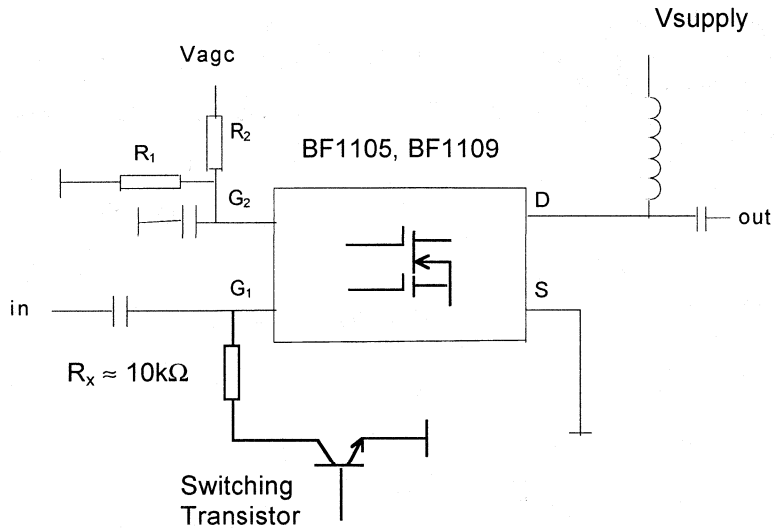 Vsupply
Vagc
R₂
R₁
BF1105, BF1109
G₂
D
out
G₁
S
in
Rₓ ≈ 10kΩ
Switching
Transistor